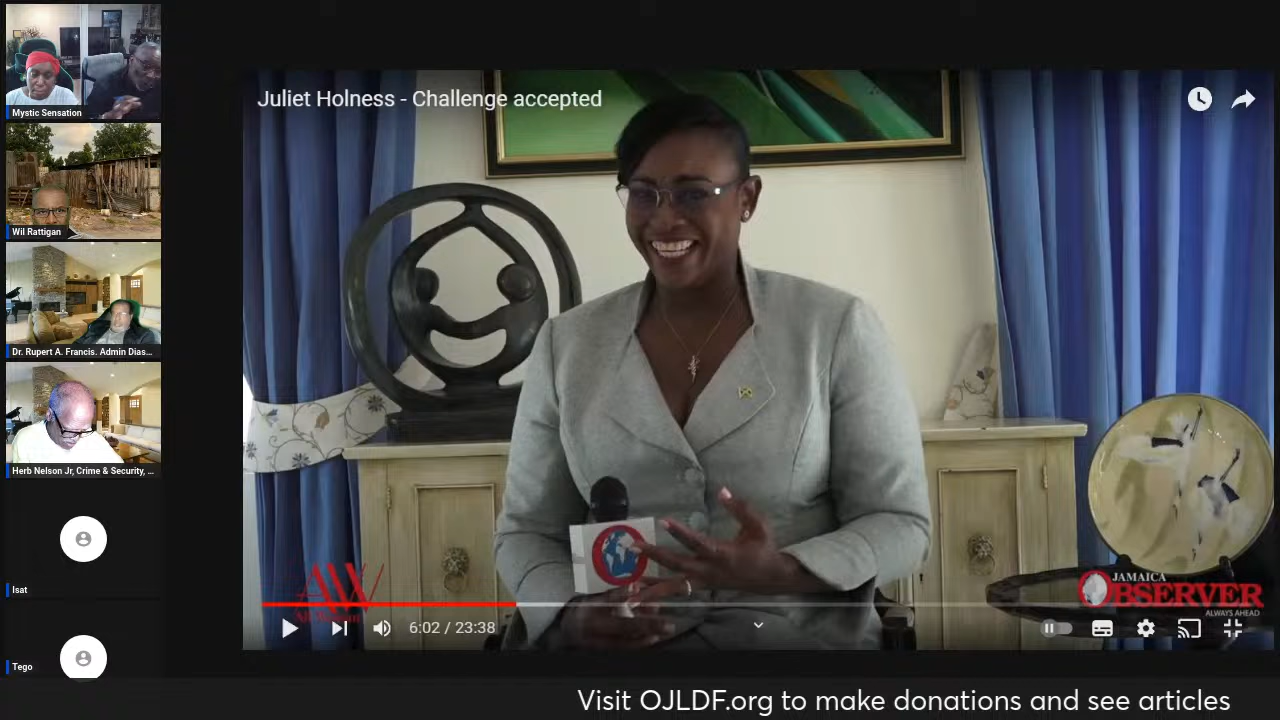 Mystic Sensation
Wil Rattigan
Dr. Rupert A. Francis. Admin Dias...
Herb Nelson Jr, Crime & Security, ...
Isat
Tego
Juliet Holness - Challenge accepted
AW
JAMAICA
OBSERVER
ALWAYS AHEAD
6:02 / 23:38
Visit OJLDF.org to make donations and see articles